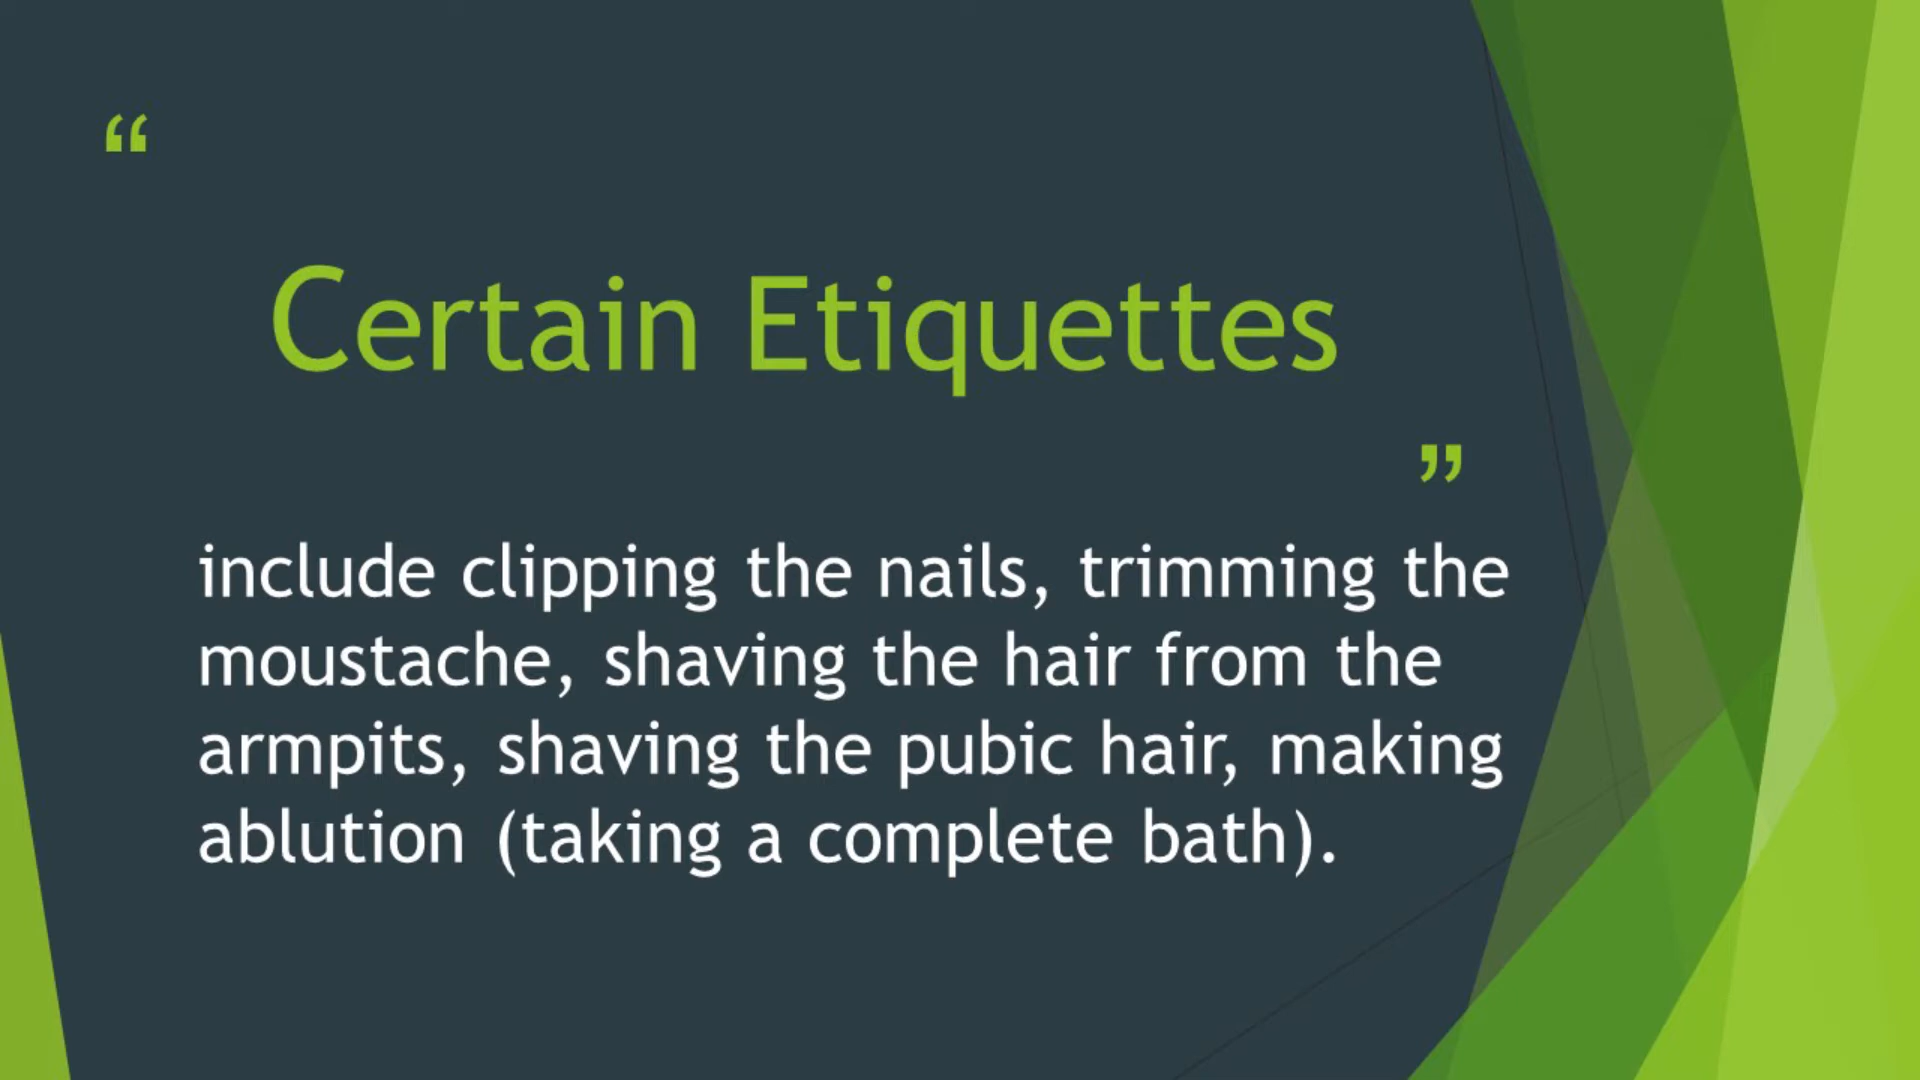 “
Certain Etiquettes
”
include clipping the nails, trimming the
moustache, shaving the hair from the
armpits, shaving the pubic hair, making
ablution (taking a complete bath).